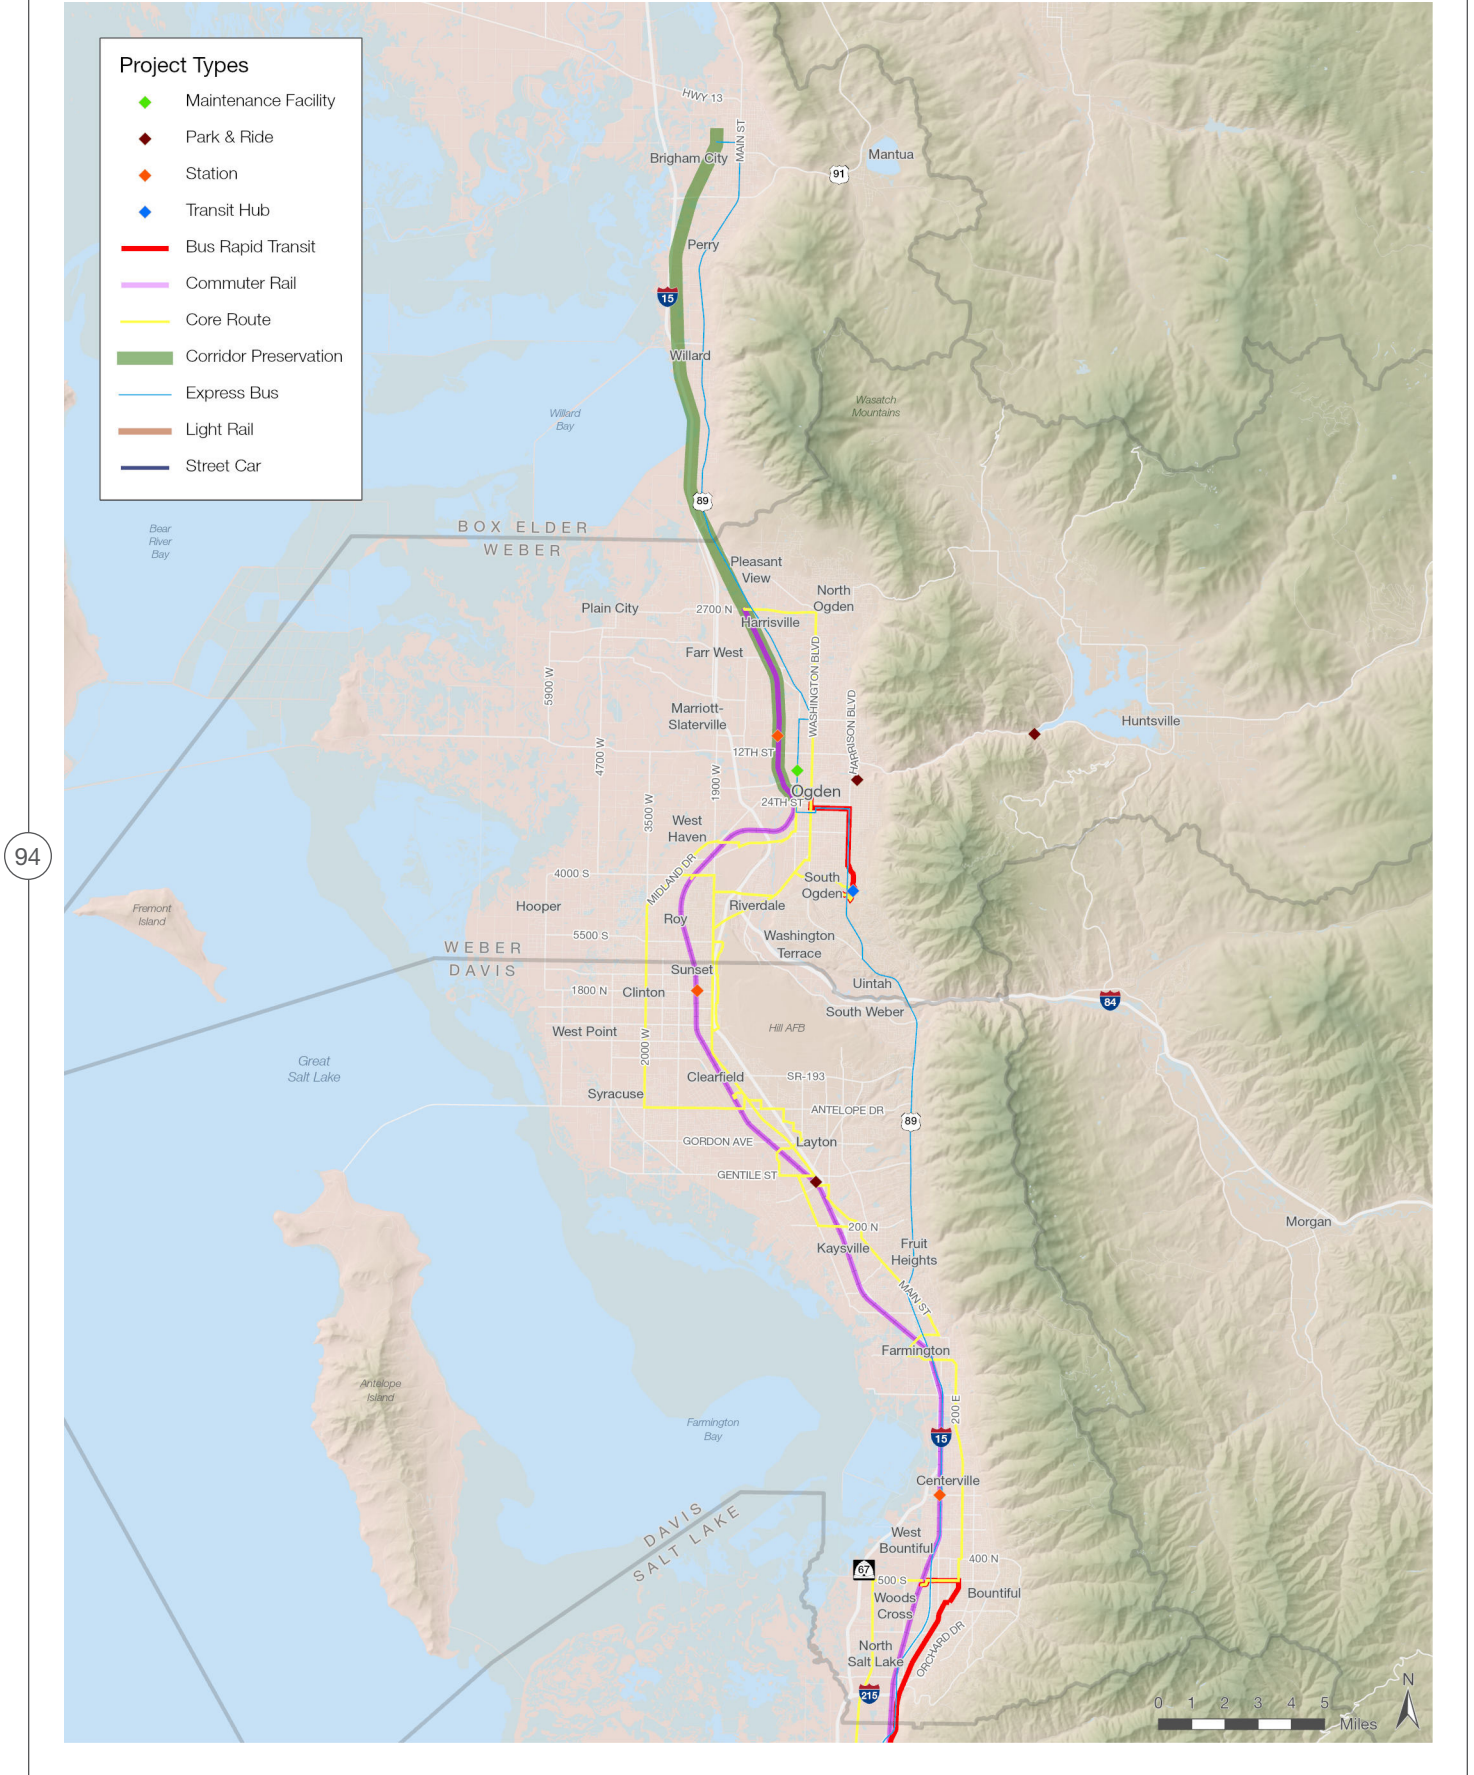 Project Types
Maintenance Facility
Park & Ride
Station
Transit Hub
Bus Rapid Transit
Commuter Rail
Core Route
Corridor Preservation
Express Bus
Light Rail
Street Car
HWY 13
MAIN ST
Brigham City
91
Mantua
Perry
15
Willard
Willard
Bay
Wasatch
Mountains
89
BOX ELDER
WEBER
Bear
River
Bay
Pleasant
View
North
Ogden
Plain City
2700 N
Harrisville
Farr West
WASHINGTON BLVD
5900 W
HARRISON BLVD
Marriott-
Slaterville
Huntsville
4700 W
12TH ST
1900 W
Ogden
24TH ST
3500 W
West
Haven
94
MIDLAND DR
4000 S
South
Ogden
Hooper
Riverdale
Fremont
Island
Roy
5500 S
Washington
Terrace
WEBER
DAVIS
Sunset
Uintah
1800 N
Clinton
84
South Weber
West Point
Hill AFB
2000 W
Great
Salt Lake
Clearfield
SR-193
Syracuse
ANTELOPE DR
89
GORDON AVE
Layton
GENTILE ST
Morgan
200 N
Kaysville
Fruit
Heights
MAIN ST
Farmington
Antelope
Island
200 E
Farmington
Bay
15
Centerville
DAVIS
SALT LAKE
West
Bountiful
400 N
67
500 S
Woods
Cross
Bountiful
North
Salt Lake
ORCHARD DR
215
N
0 1 2 3 4 5
Miles